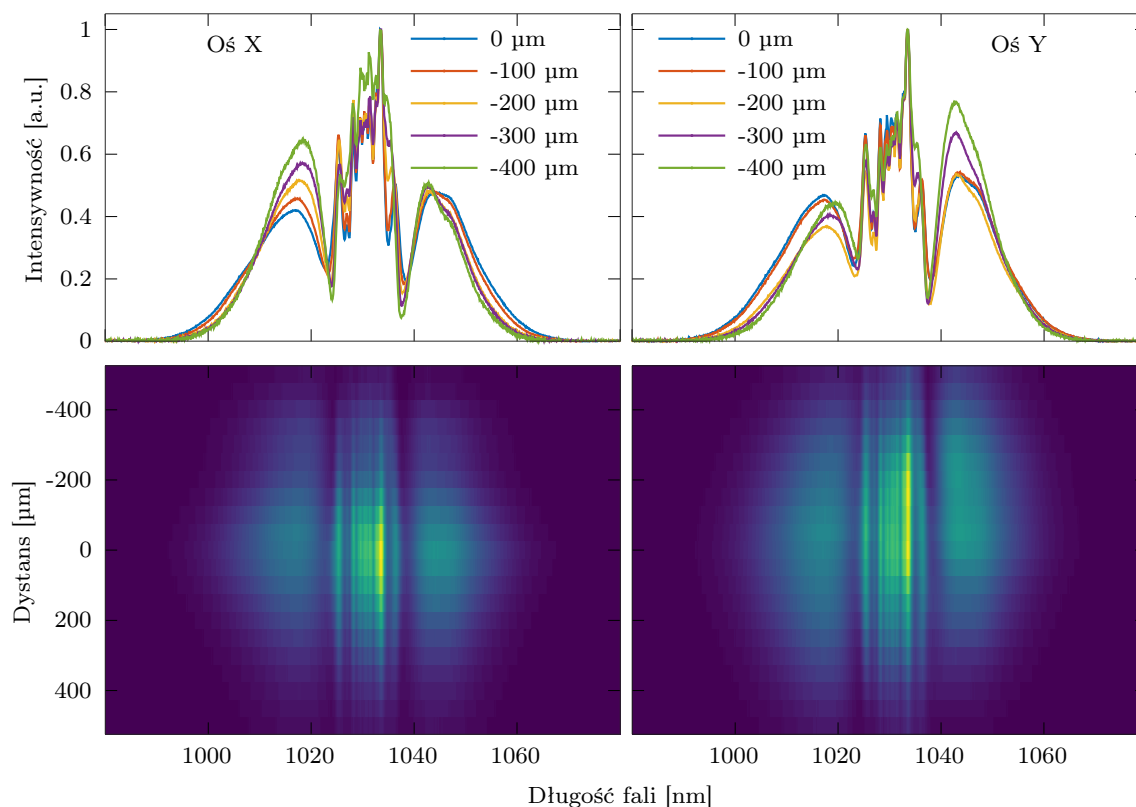 Intensywność [a.u.]
1
0.8
0.6
0.4
0.2
0
Oś X
0 µm
-100 µm
-200 µm
-300 µm
-400 µm
0 µm
-100 µm
-200 µm
-300 µm
-400 µm
Oś Y
Dystans [µm]
-400
-200
0
200
400
1000 1020 1040 1060
1000 1020 1040 1060
Długość fali [nm]